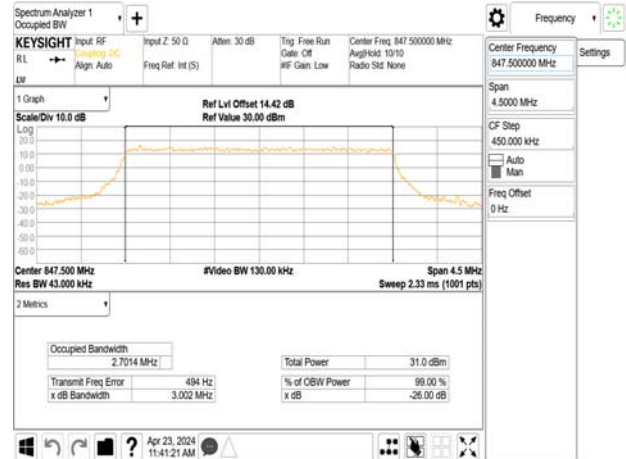 Spectrum Analyzer 1
Occupied BW
Frequency
KEYSIGHT
Input: RF
Input Z: 50 Ω
Atten: 30 dB
Trig: Free Run
Center Freq: 847.500000 MHz
RL
Coupling: DC
Gate: Off
Avg|Hold: 10/10
Align: Auto
Freq Ref: Int (S)
#IF Gain: Low
Radio Std: None
Center Frequency
847.500000 MHz
Settings
Span
4.5000 MHz
CF Step
450.000 kHz
Auto
Man
Freq Offset
0 Hz
1 Graph
Ref Lvl Offset 14.42 dB
Scale/Div 10.0 dB
Ref Value 30.00 dBm
Log
20.0
10.0
0.00
-10.0
-20.0
-30.0
-40.0
-50.0
-60.0
Center 847.500 MHz
#Video BW 130.00 kHz
Span 4.5 MHz
Res BW 43.000 kHz
Sweep 2.33 ms (1001 pts)
2 Metrics
Occupied Bandwidth
2.7014 MHz
Total Power
31.0 dBm
Transmit Freq Error
494 Hz
% of OBW Power
99.00 %
x dB Bandwidth
3.002 MHz
x dB
-26.00 dB
?
Apr 23, 2024
11:41:21 AM